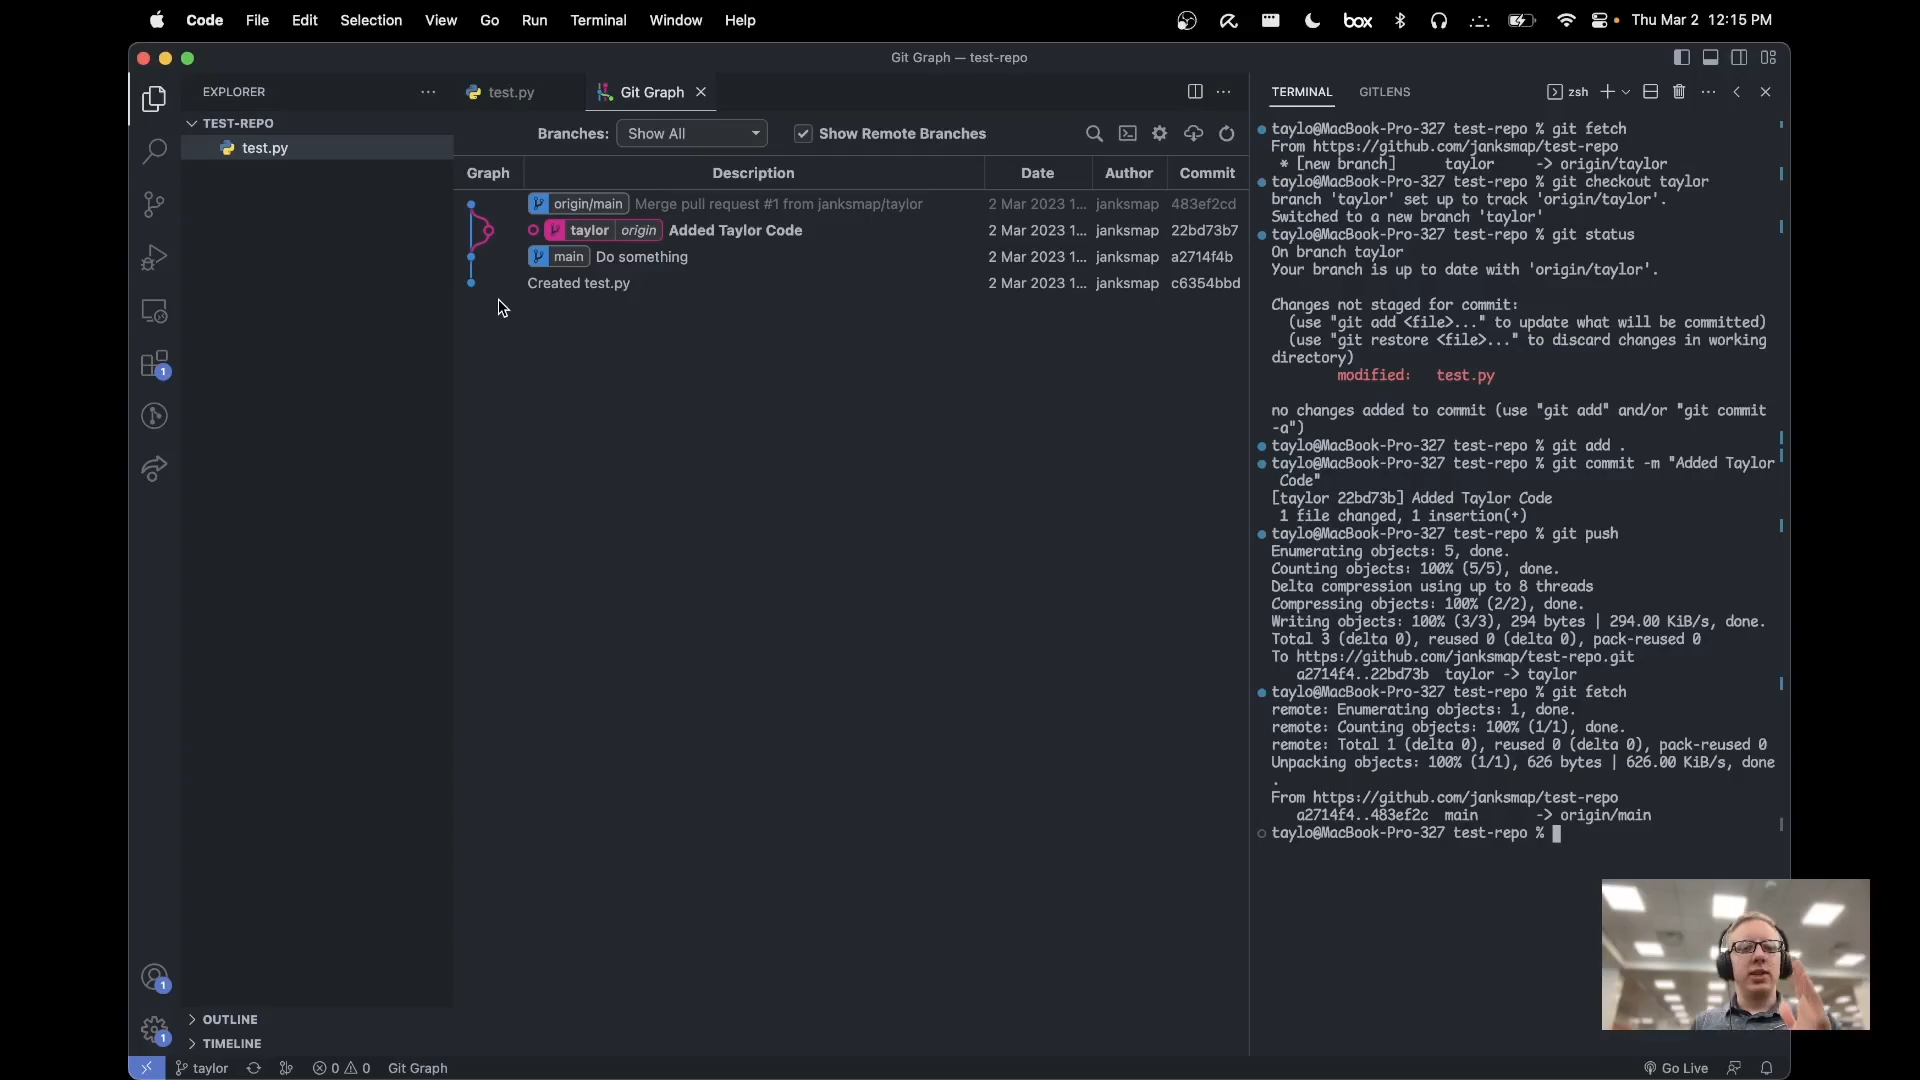 Code File Edit Selection View Go Run Terminal Window Help
box
Thu Mar 2 12:15 PM
Git Graph — test-repo
EXPLORER
TEST-REPO
test.py
OUTLINE
TIMELINE
test.py
Git Graph
Branches: Show All
Show Remote Branches
Graph Description Date Author Commit
origin/main Merge pull request #1 from janksmap/taylor 2 Mar 2023 1... janksmap 483ef2cd
taylor origin Added Taylor Code 2 Mar 2023 1... janksmap 22bd73b7
main Do something 2 Mar 2023 1... janksmap a2714f4b
Created test.py 2 Mar 2023 1... janksmap c6354bbd
TERMINAL GITLENS
zsh
taylo@MacBook-Pro-327 test-repo % git fetch
From https://github.com/janksmap/test-repo
* [new branch] taylor -> origin/taylor
taylo@MacBook-Pro-327 test-repo % git checkout taylor
branch 'taylor' set up to track 'origin/taylor'.
Switched to a new branch 'taylor'
taylo@MacBook-Pro-327 test-repo % git status
On branch taylor
Your branch is up to date with 'origin/taylor'.
Changes not staged for commit:
(use "git add <file>..." to update what will be committed)
(use "git restore <file>..." to discard changes in working
directory)
modified: test.py
no changes added to commit (use "git add" and/or "git commit
-a")
taylo@MacBook-Pro-327 test-repo % git add .
taylo@MacBook-Pro-327 test-repo % git commit -m "Added Taylor
Code"
[taylor 22bd73b] Added Taylor Code
1 file changed, 1 insertion(+)
taylo@MacBook-Pro-327 test-repo % git push
Enumerating objects: 5, done.
Counting objects: 100% (5/5), done.
Delta compression using up to 8 threads
Compressing objects: 100% (2/2), done.
Writing objects: 100% (3/3), 294 bytes | 294.00 KiB/s, done.
Total 3 (delta 0), reused 0 (delta 0), pack-reused 0
To https://github.com/janksmap/test-repo.git
a2714f4..22bd73b taylor -> taylor
taylo@MacBook-Pro-327 test-repo % git fetch
remote: Enumerating objects: 1, done.
remote: Counting objects: 100% (1/1), done.
remote: Total 1 (delta 0), reused 0 (delta 0), pack-reused 0
Unpacking objects: 100% (1/1), 626 bytes | 626.00 KiB/s, done
.
From https://github.com/janksmap/test-repo
a2714f4..483ef2c main -> origin/main
taylo@MacBook-Pro-327 test-repo %
1
1
1
taylor 0 0 Git Graph
Go Live